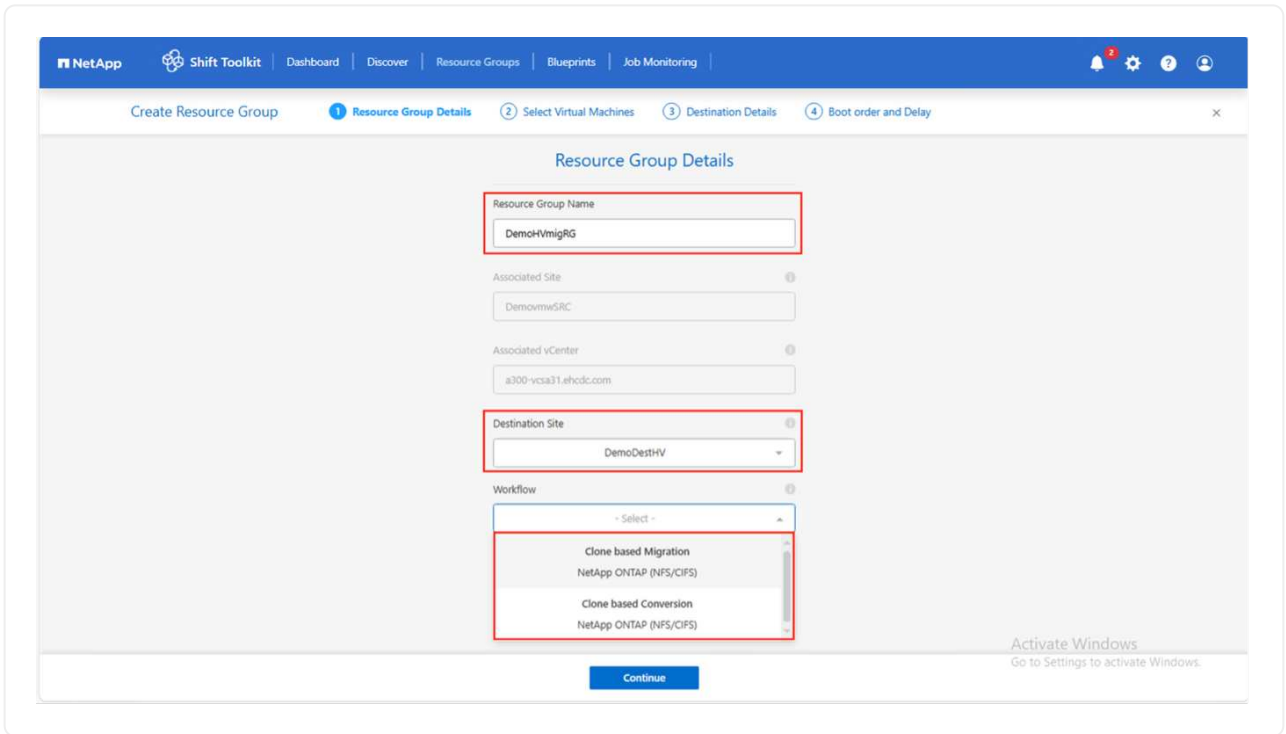 NetApp Shift Toolkit Dashboard Discover Resource Groups Blueprints Job Monitoring 2
Create Resource Group 1 Resource Group Details 2 Select Virtual Machines 3 Destination Details 4 Boot order and Delay
Resource Group Details
Resource Group Name
DemoHVmigRG
Associated Site
DemovmwSRC
Associated vCenter
a300-vcsa31.ehcdc.com
Destination Site
DemoDestHV
Workflow
- Select -
Clone based Migration
NetApp ONTAP (NFS/CIFS)
Clone based Conversion
NetApp ONTAP (NFS/CIFS)
Activate Windows
Go to Settings to activate Windows.
Continue